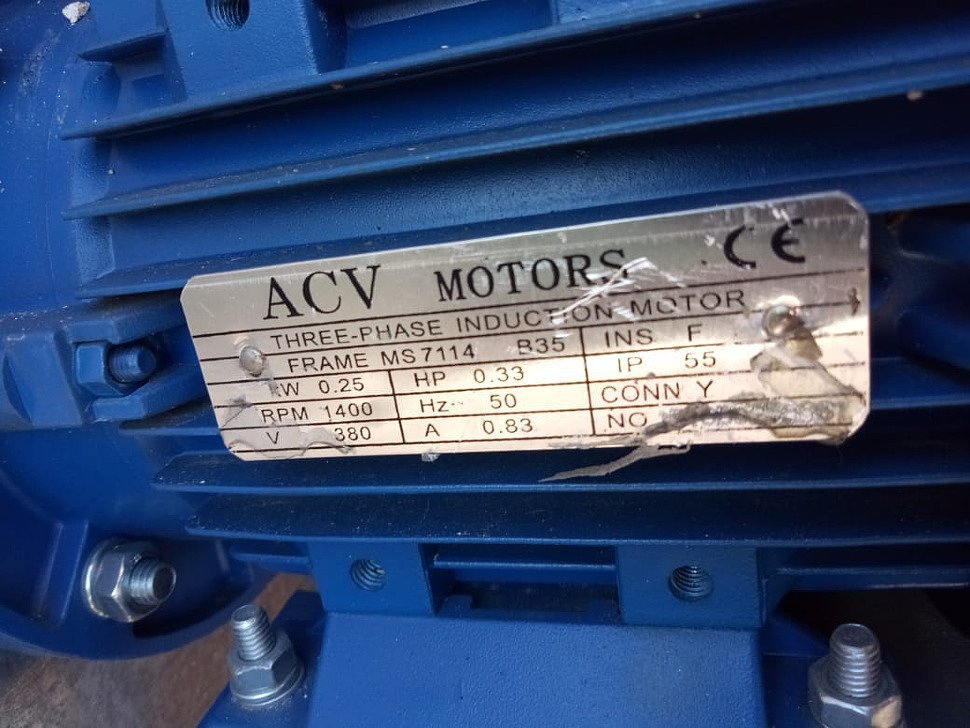 ACV MOTORS CE
THREE-PHASE INDUCTION MOTOR
FRAME MS7114 B35 INS F
KW 0.25 HP 0.33 IP 55
RPM 1400 Hz 50 CONN Y
V 380 A 0.83 NO